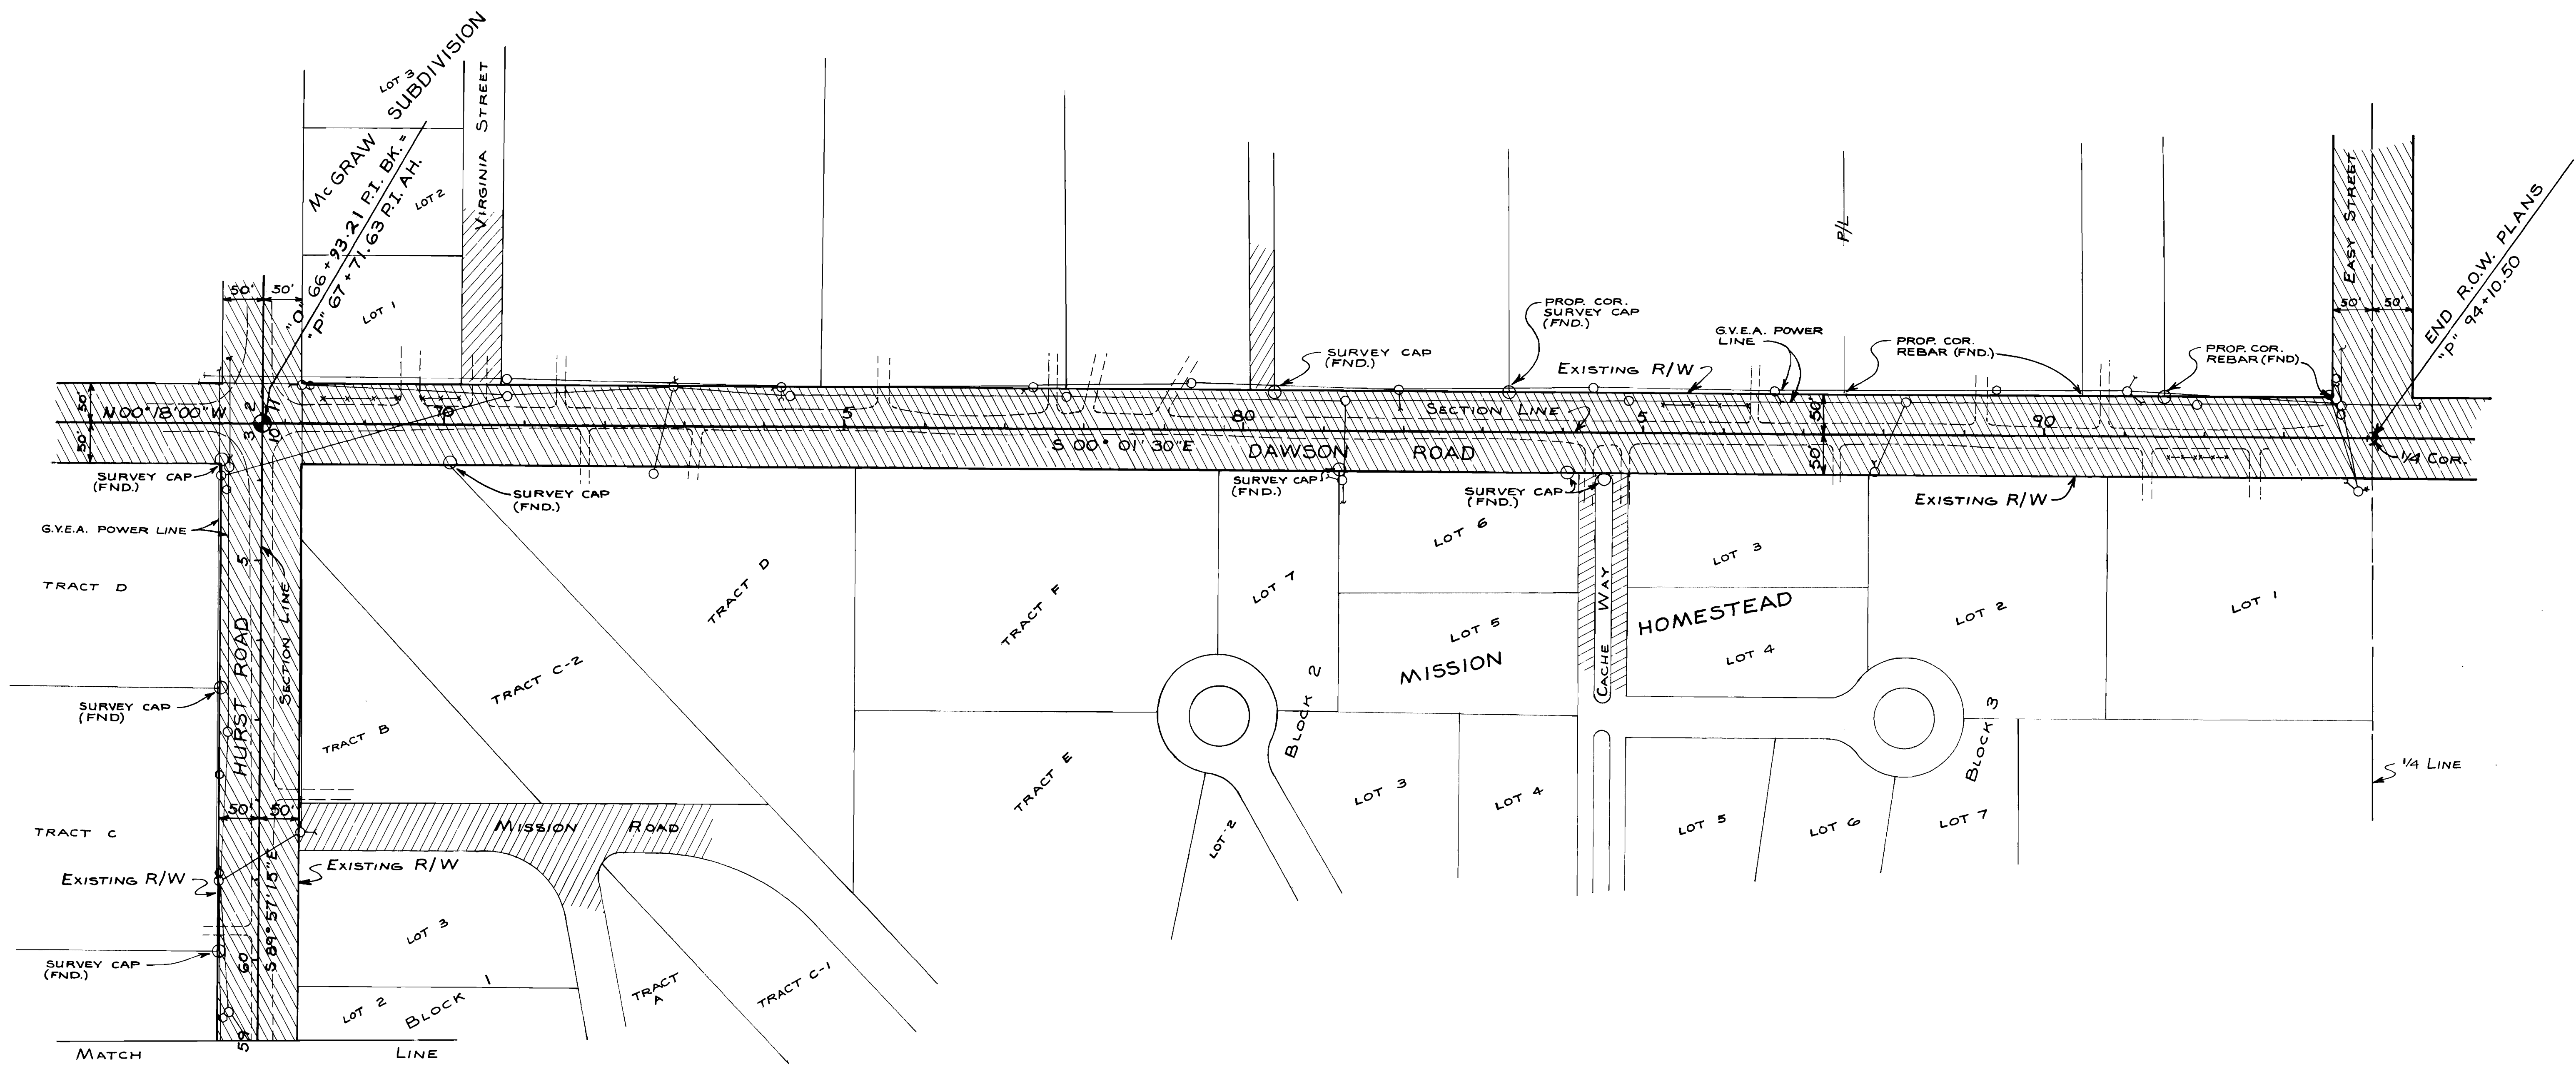 LOT 3
McGRAW SUBDIVISION
LOT 2
LOT 1
"O" 66+93.21 P.I. BK. =
"P" 67+71.63 P.I. AH.
VIRGINIA STREET
50' 50'
50'
50'
N 00° 18' 00" W
2
11
3
10
70
5
80
5
90
SECTION LINE
S 00° 01' 30" E
DAWSON ROAD
SURVEY CAP
(FND.)
PROP. COR.
SURVEY CAP
(FND.)
EXISTING R/W
G.V.E.A. POWER
LINE
P/L
PROP. COR.
REBAR (FND.)
PROP. COR.
REBAR (FND)
EASY STREET
50' 50'
END R.O.W. PLANS
"P" 94+10.50
1/4 COR.
50'
50'
EXISTING R/W
SURVEY CAP
(FND.)
SURVEY CAP
(FND.)
SURVEY CAP
(FND.)
SURVEY CAP
(FND.)
G.V.E.A. POWER LINE
TRACT D
5
HURST ROAD
SECTION LINE
SURVEY CAP
(FND)
TRACT B
TRACT C-2
TRACT D
TRACT F
LOT 7
LOT 6
LOT 5
MISSION
HOMESTEAD
CACHE WAY
LOT 3
LOT 4
LOT 2
LOT 1
BLOCK 2
BLOCK 3
1/4 LINE
TRACT E
LOT 2
LOT 3
LOT 4
LOT 5
LOT 6
LOT 7
50' 50'
MISSION ROAD
TRACT C
EXISTING R/W
EXISTING R/W
S 89° 57' 15" E
60
SURVEY CAP
(FND.)
LOT 3
LOT 2
BLOCK 1
TRACT
A
TRACT C-1
59
MATCH LINE